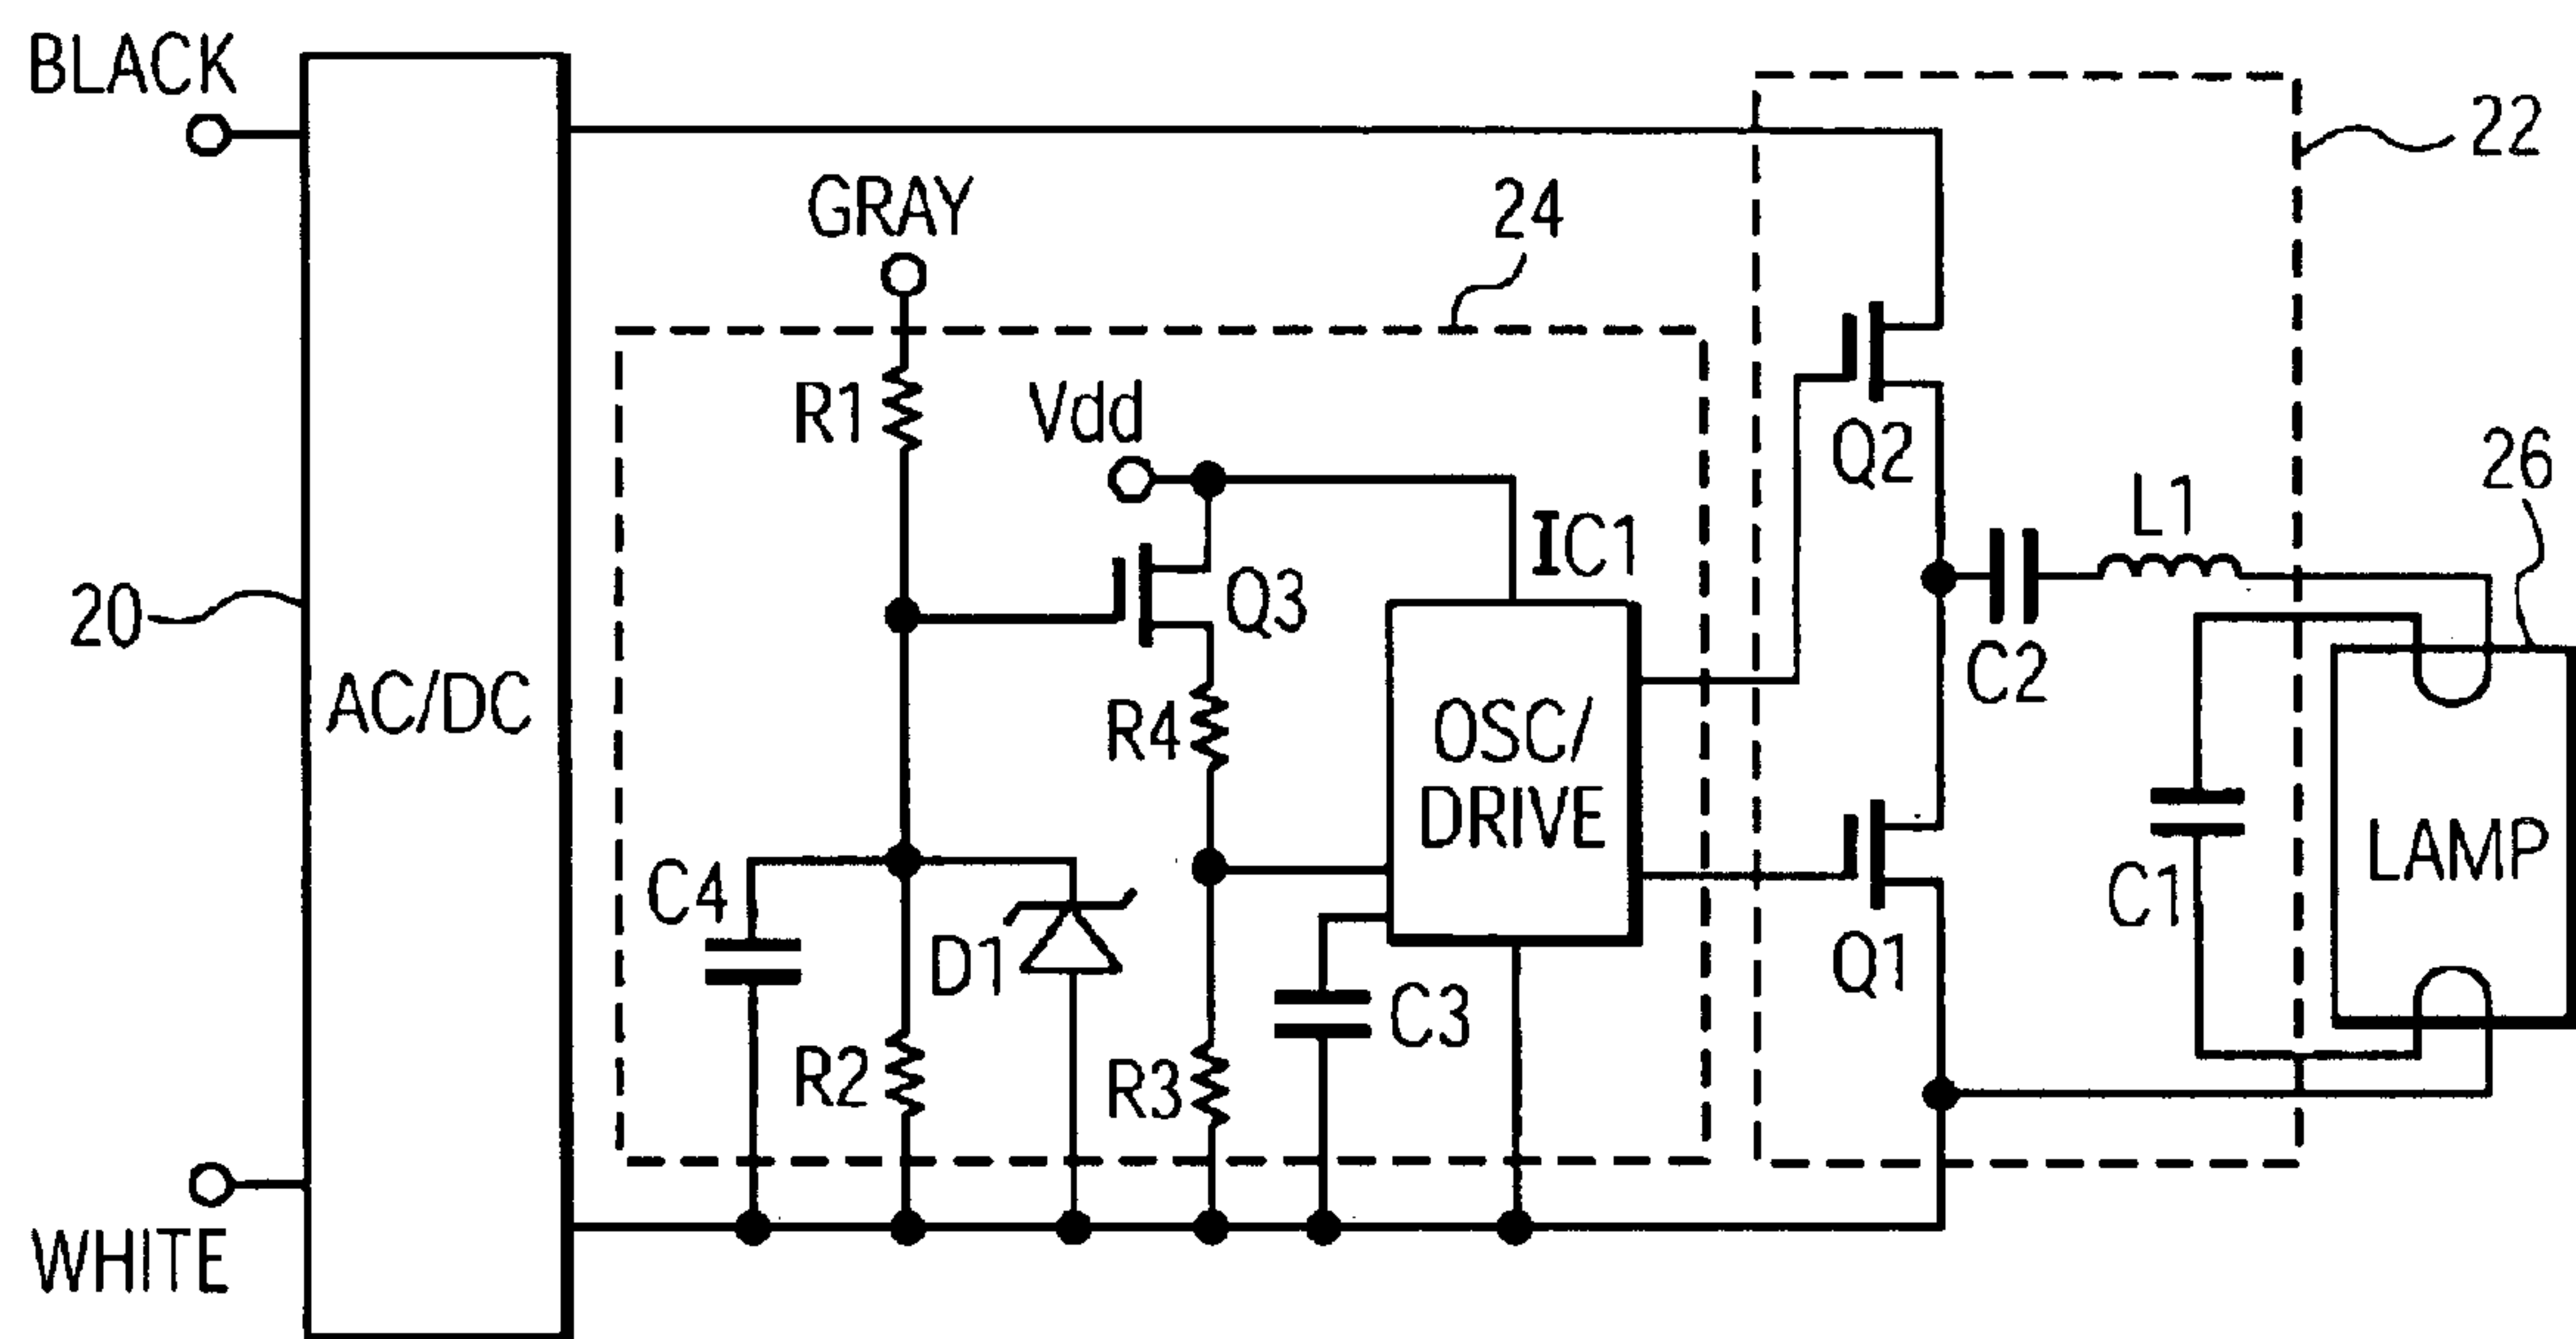 BLACK
22
GRAY
24
R1
Vdd
Q2
26
L1
IC1
Q3
20
C2
AC/DC
R4
OSC/
DRIVE
LAMP
C4
C1
D1
Q1
C3
R2
R3
WHITE